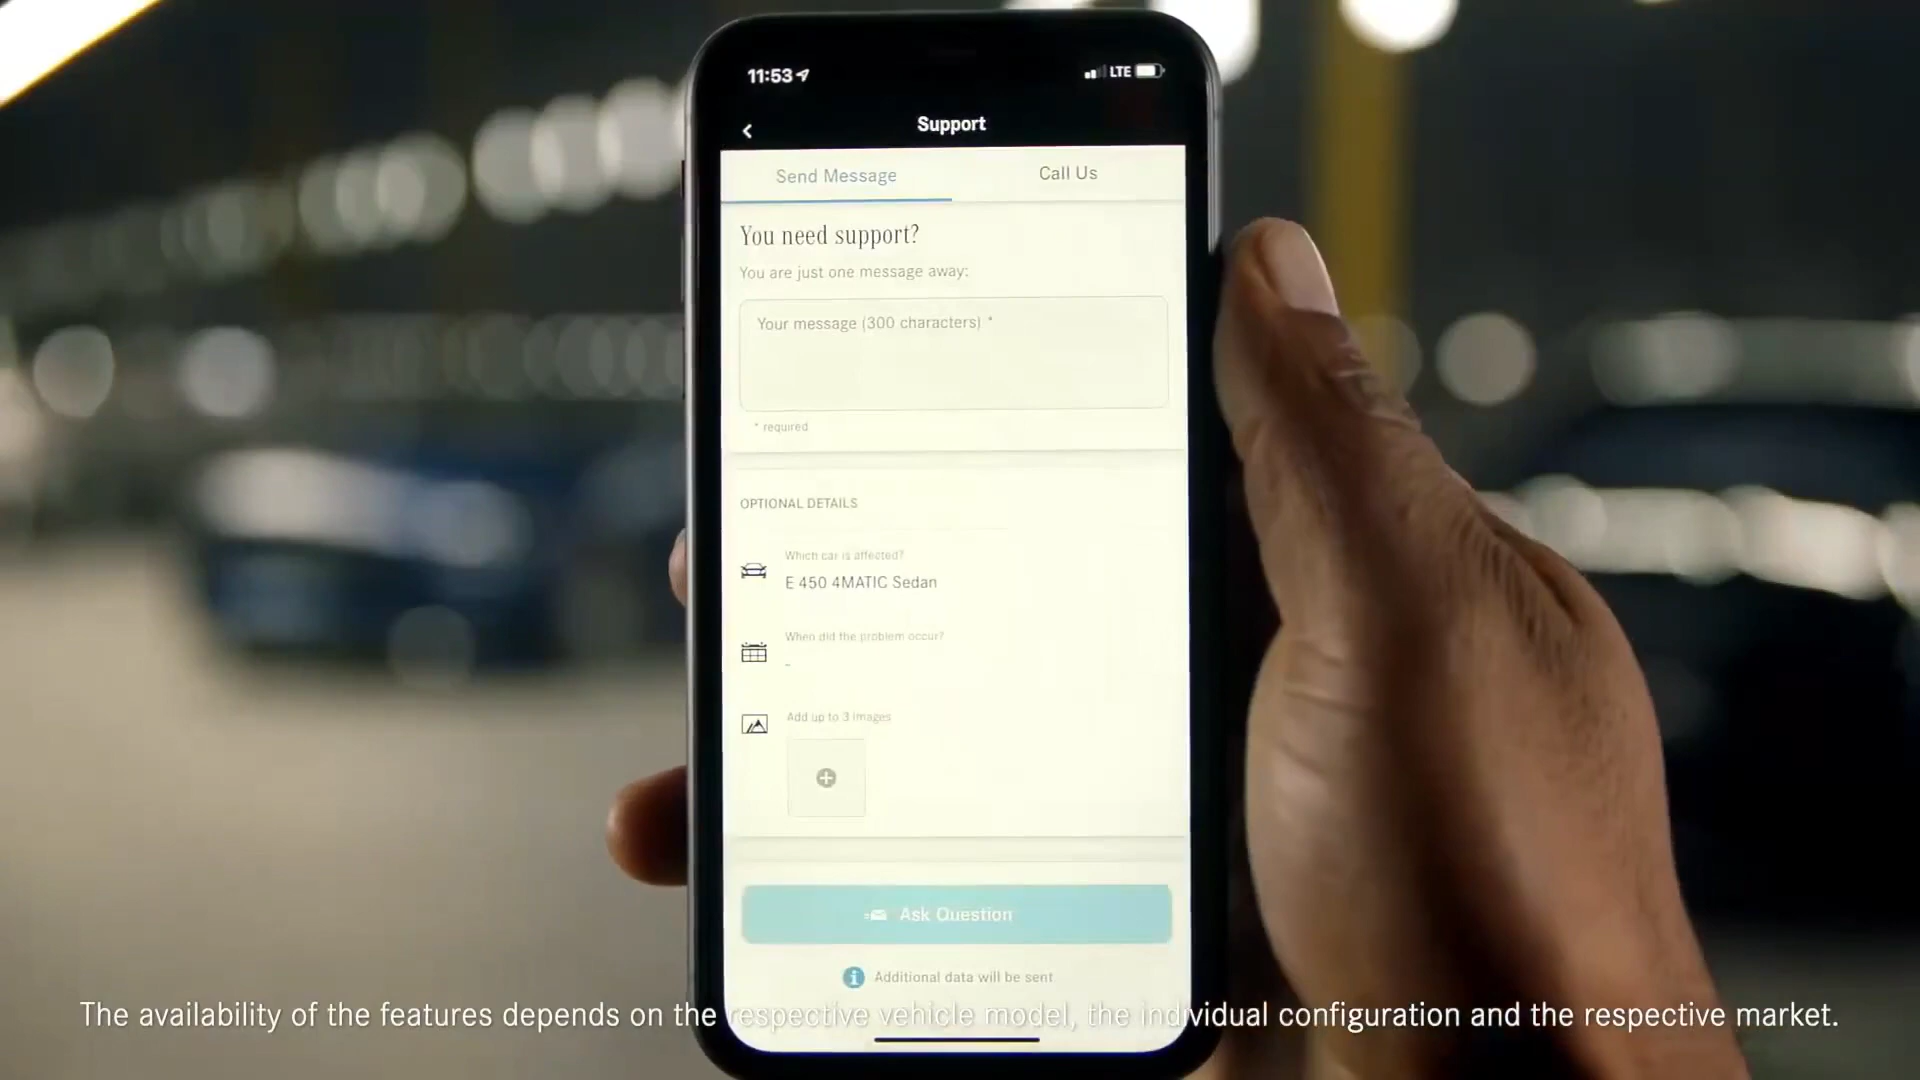 11:53
LTE
Support
Send Message
Call Us
You need support?
You are just one message away:
Your message (300 characters) *
* required
OPTIONAL DETAILS
Which car is affected?
E 450 4MATIC Sedan
When did the problem occur?
-
Add up to 3 images
Ask Question
Additional data will be sent
The availability of the features depends on the respective vehicle model, the individual configuration and the respective market.